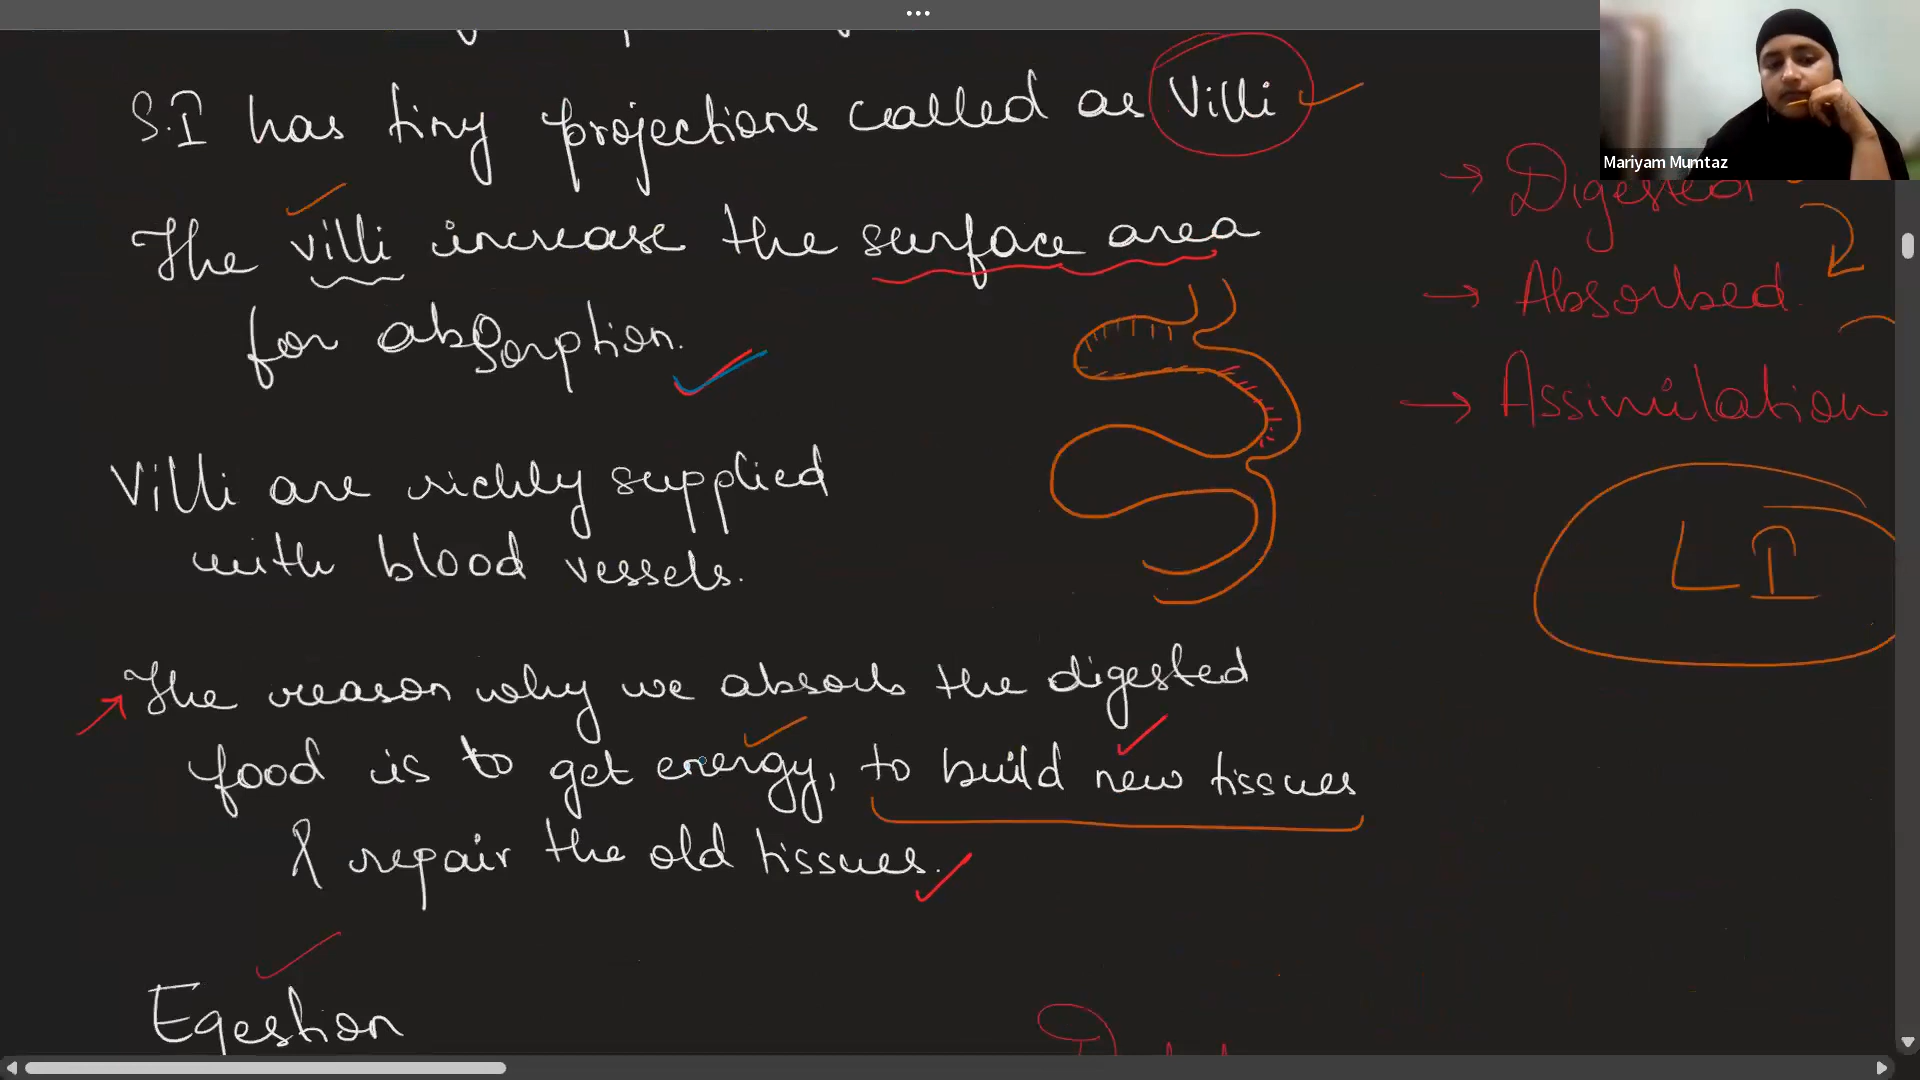 S.I has tiny projections called as Villi
The villi increase the surface area
for absorption.
Villi are richly supplied
with blood vessels.
The reason why we absorb the digested
food is to get energy, to build new tissues
& repair the old tissues.
Egestion
Mariyam Mumtaz
→ Digested
→ Absorbed
→ Assimilation
LI